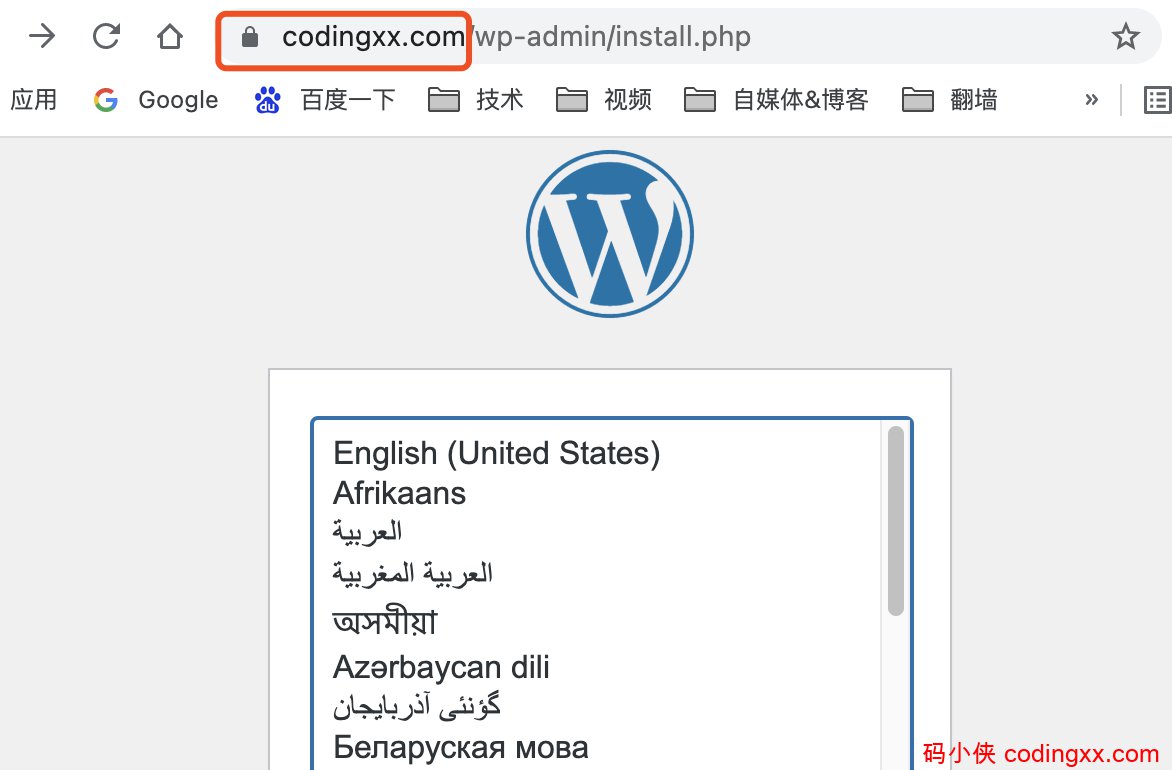 codingxx.com/wp-admin/install.php
应用 Google 百度一下 技术 视频 自媒体&博客 翻墙 »
English (United States)
Afrikaans
العربية
العربية المغربية
অসমীয়া
Azərbaycan dili
گؤنئی آذربایجان
Беларуская мова
码小侠 codingxx.com